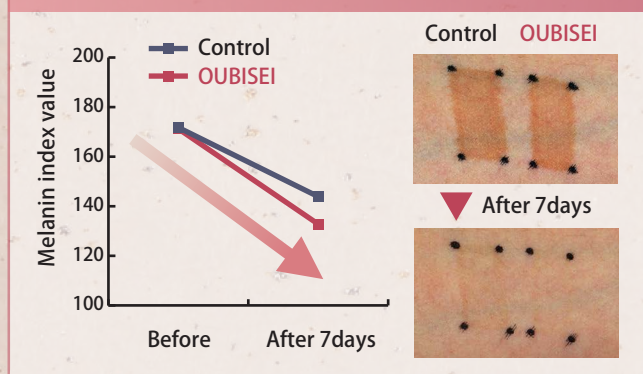 Control
OUBISEI
Melanin index value
200
180
160
140
120
100
Before After 7days
Control OUBISEI
After 7days